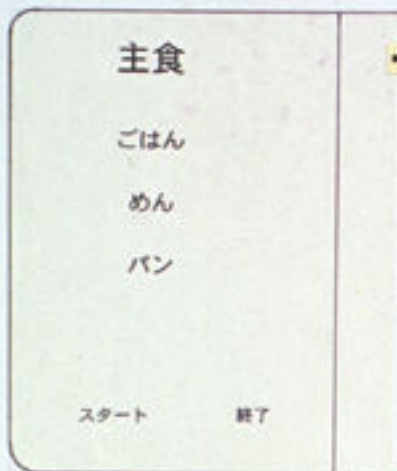 主食
ごはん
めん
パン
スタート 終了